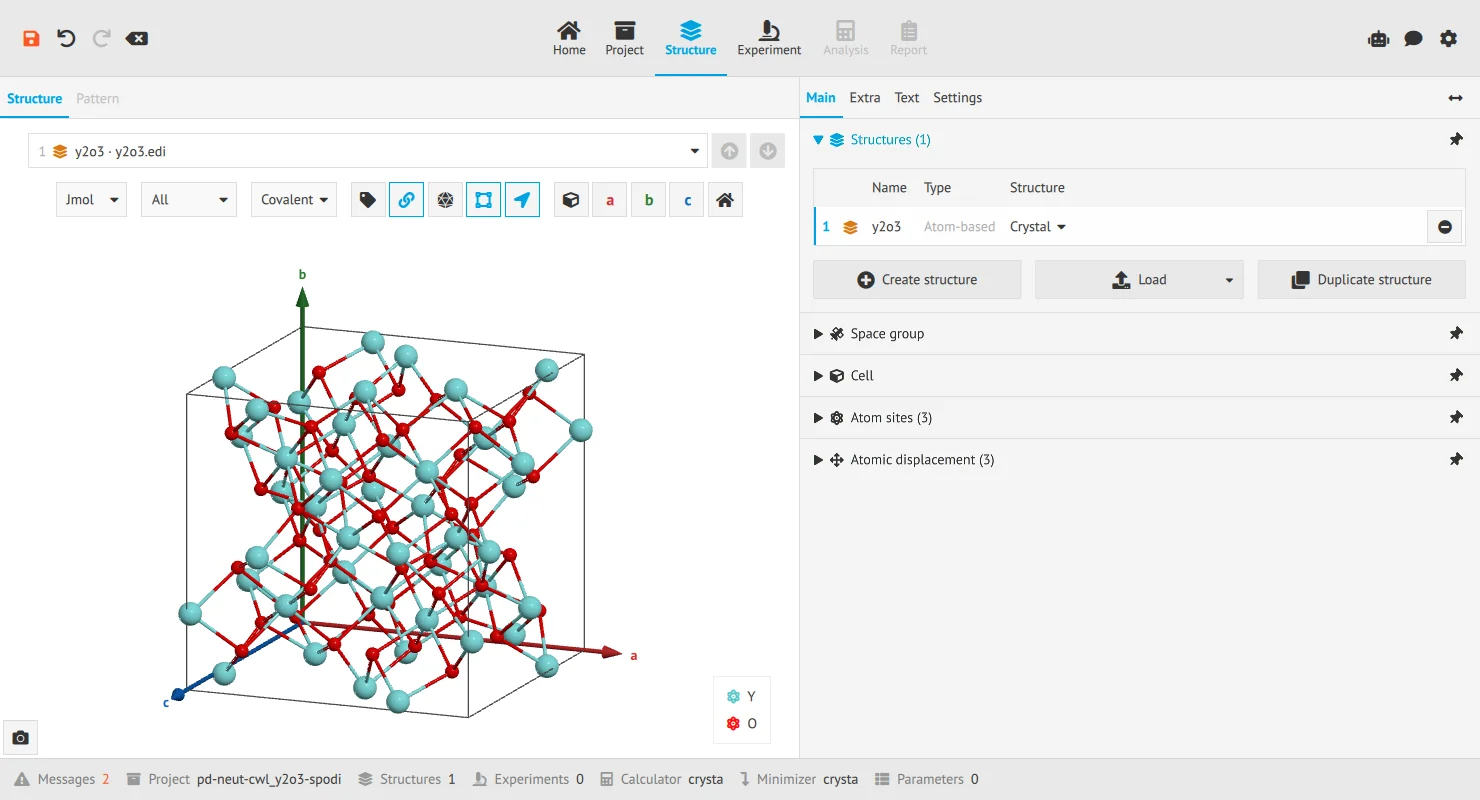 Home Project Structure Experiment Analysis Report
Structure Pattern
Main Extra Text Settings
1 y2o3 · y2o3.edi
Jmol All Covalent a b c
b
a
c
Y
O
Structures (1)
Name Type Structure
1 y2o3 Atom-based Crystal
Create structure Load Duplicate structure
Space group
Cell
Atom sites (3)
Atomic displacement (3)
Messages 2 Project pd-neut-cwl_y2o3-spodi Structures 1 Experiments 0 Calculator crysta Minimizer crysta Parameters 0